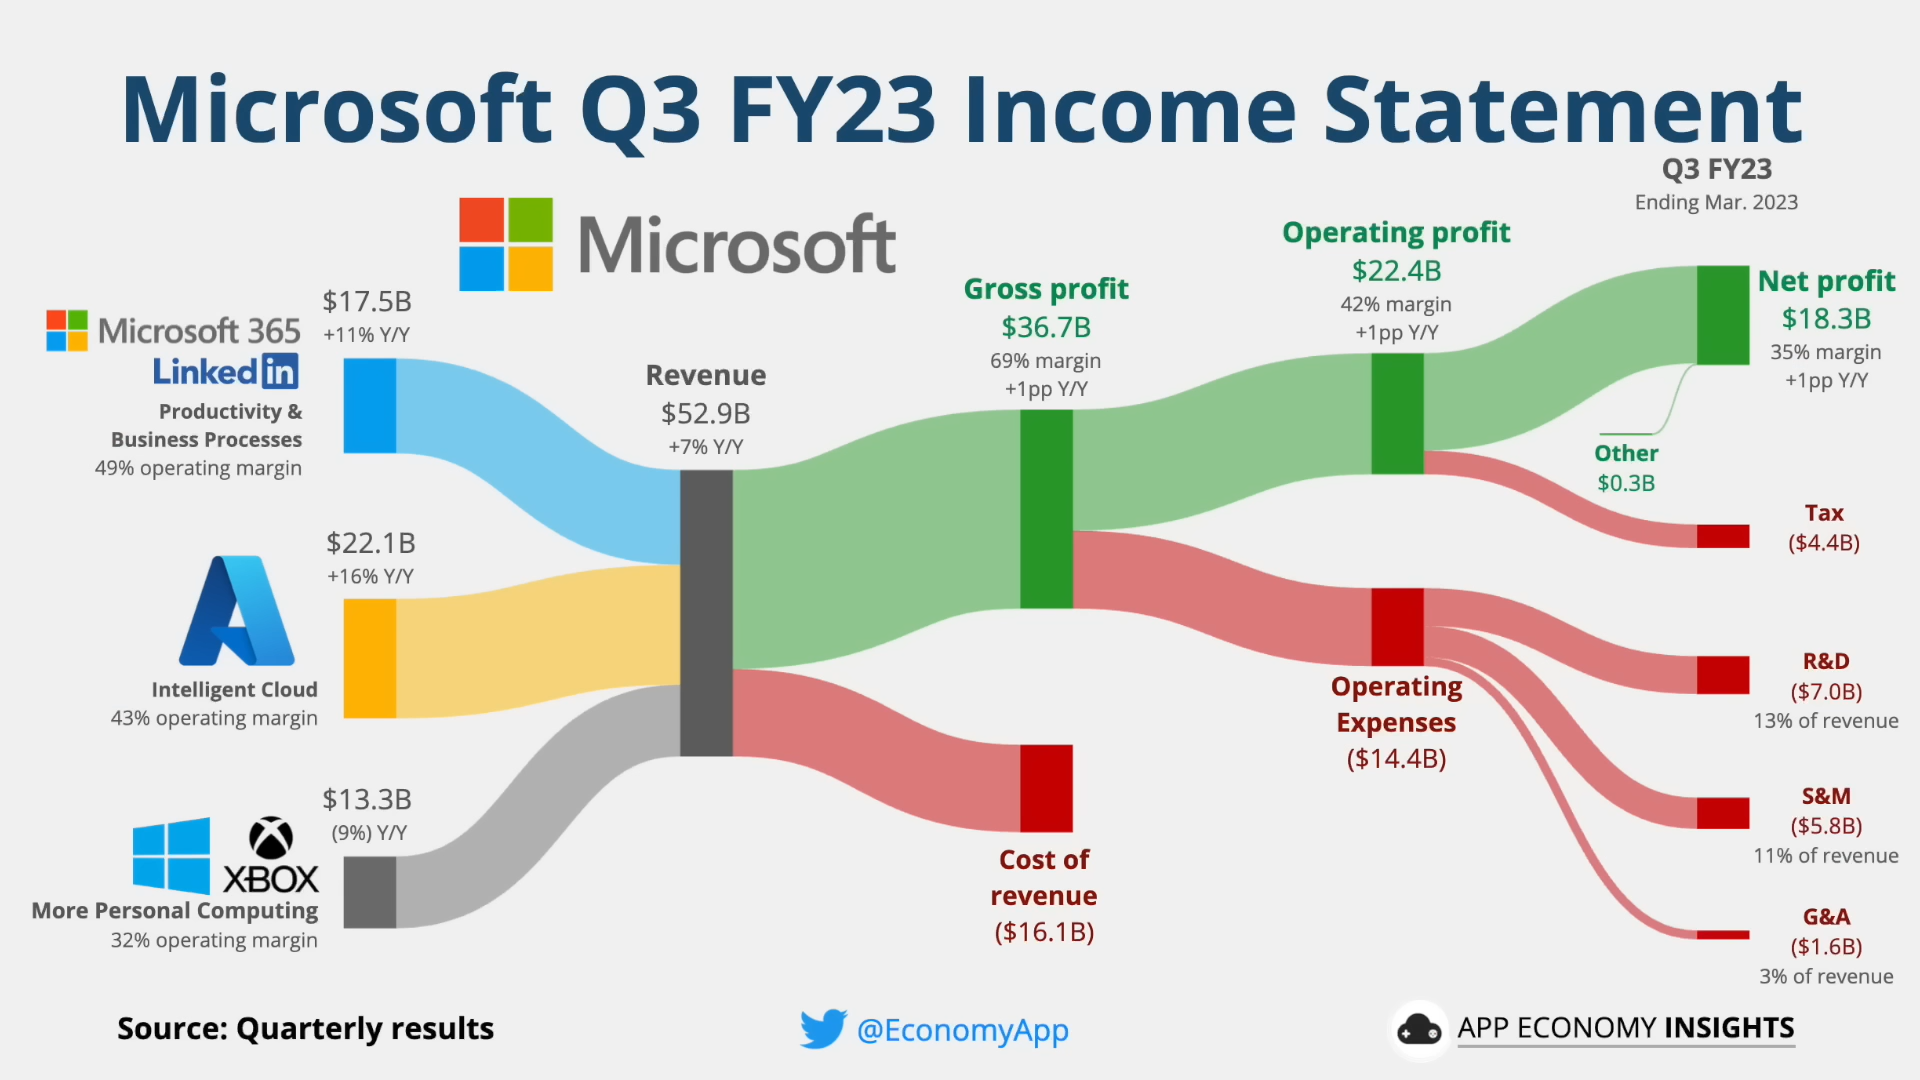 Microsoft Q3 FY23 Income Statement
Q3 FY23
Ending Mar. 2023
Microsoft
Microsoft 365
LinkedIn
Productivity &
Business Processes
49% operating margin
$17.5B
+11% Y/Y
Intelligent Cloud
43% operating margin
$22.1B
+16% Y/Y
XBOX
More Personal Computing
32% operating margin
$13.3B
(9%) Y/Y
Revenue
$52.9B
+7% Y/Y
Gross profit
$36.7B
69% margin
+1pp Y/Y
Cost of
revenue
($16.1B)
Operating profit
$22.4B
42% margin
+1pp Y/Y
Operating
Expenses
($14.4B)
Net profit
$18.3B
35% margin
+1pp Y/Y
Other
$0.3B
Tax
($4.4B)
R&D
($7.0B)
13% of revenue
S&M
($5.8B)
11% of revenue
G&A
($1.6B)
3% of revenue
Source: Quarterly results
@EconomyApp
APP ECONOMY INSIGHTS